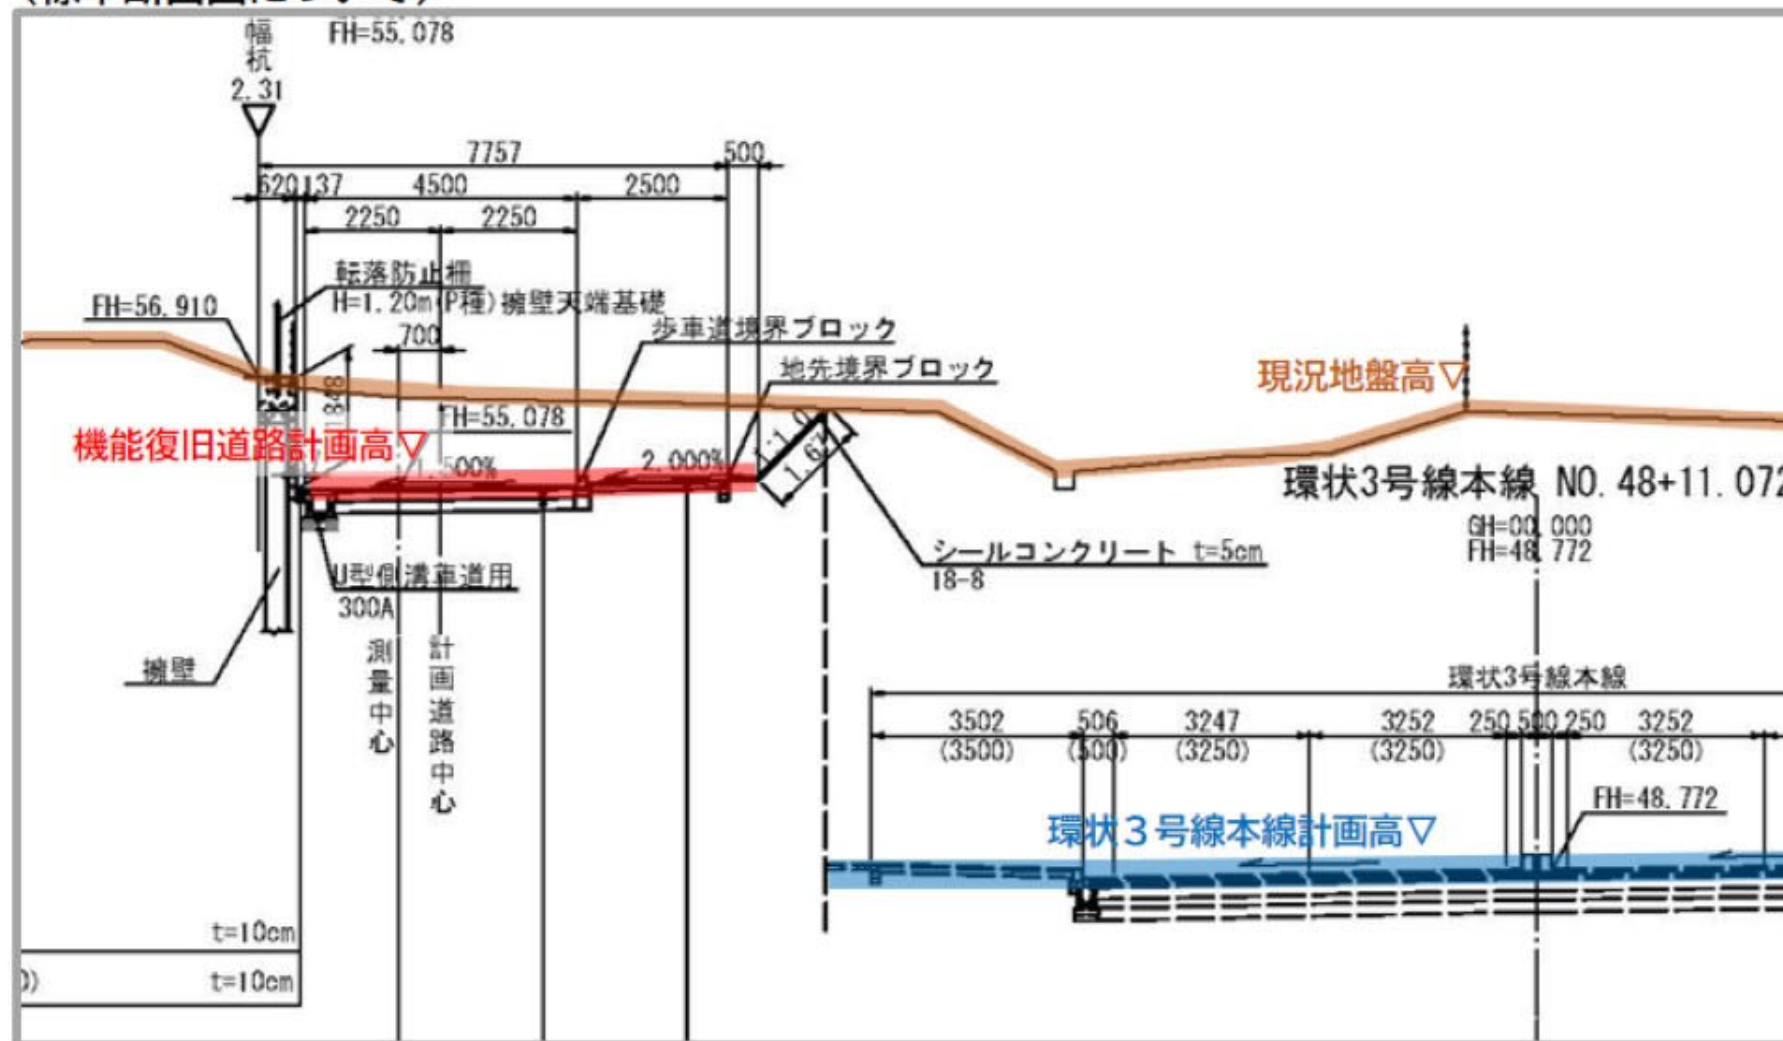 FH=55.078
幅杭
2.31
7757
500
620
137
4500
2500
2250
2250
転落防止柵
H=1.20m(P種)擁壁天端基礎
FH=56.910
700
歩車道境界ブロック
地先境界ブロック
現況地盤高▽
1848
FH=55.078
機能復旧道路計画高▽
500%
2.000%
1:1.0
1.67
環状3号線本線 NO.48+11.072
GH=00.000
FH=48.772
シールコンクリート t=5cm
18-8
U型側溝車道用
300A
測量中心
計画道路中心
擁壁
環状3号線本線
3502
506
3247
3252
250
500
250
3252
(3500)
(500)
(3250)
(3250)
(3250)
FH=48.772
環状３号線本線計画高▽
t=10cm
t=10cm